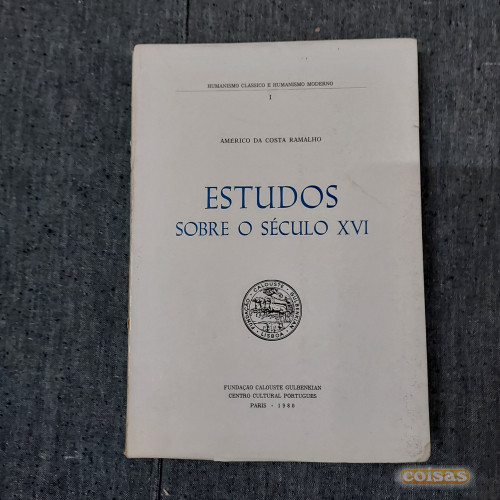 HUMANISMO CLÁSSICO E HUMANISMO MODERNO
I
AMÉRICO DA COSTA RAMALHO
ESTUDOS
SOBRE O SÉCULO XVI
FUNDAÇÃO CALOUSTE GULBENKIAN
LISBOA
FUNDAÇÃO CALOUSTE GULBENKIAN
CENTRO CULTURAL PORTUGUES
PARIS - 1980
coisas